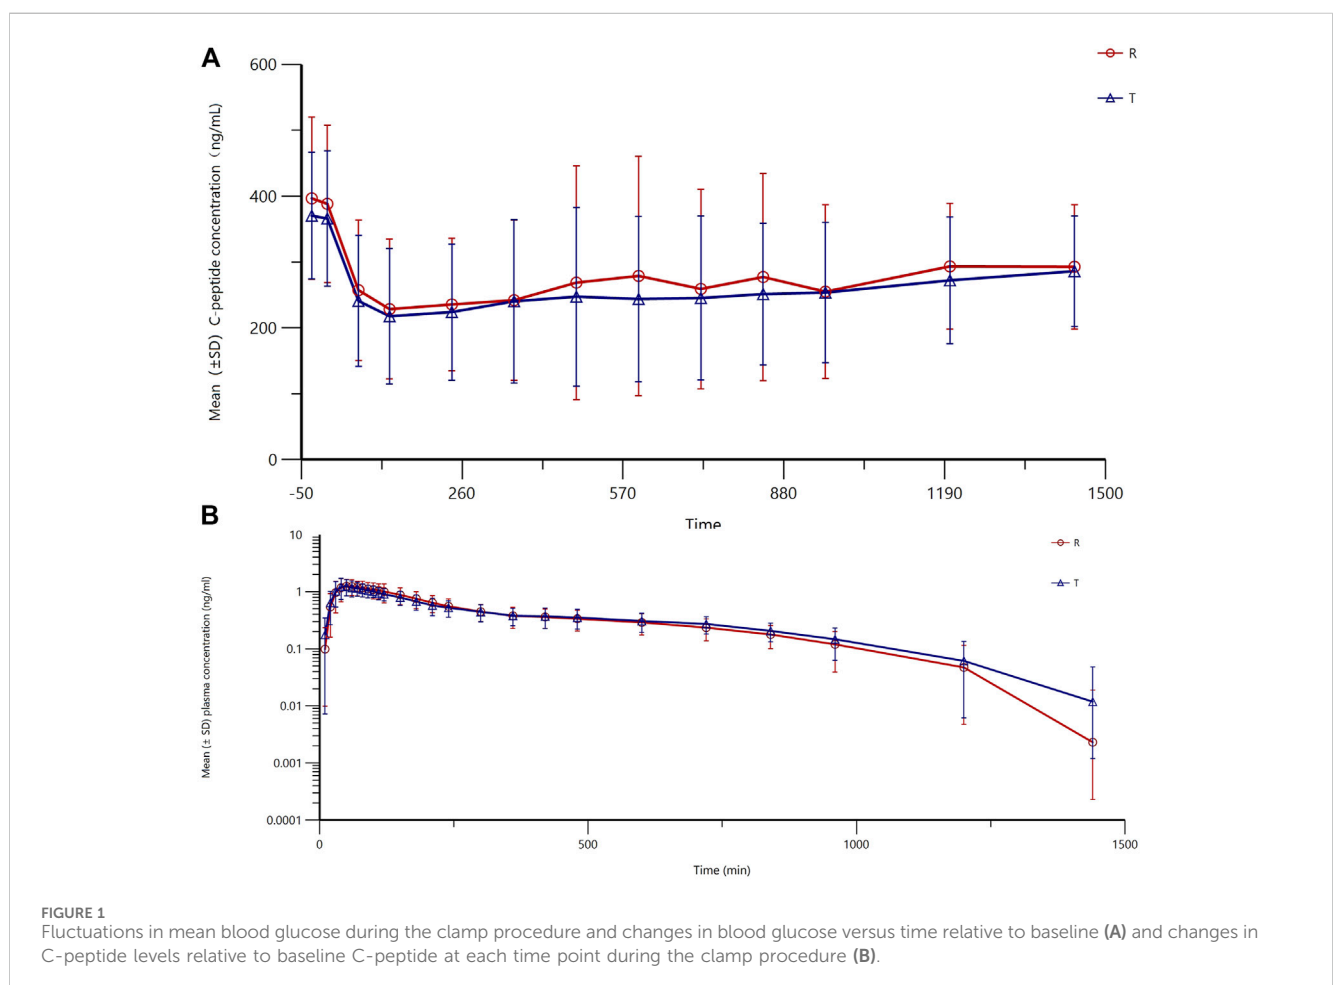 A
R
T
Mean (±SD) C-peptide concentration (ng/mL)
600
400
200
0
-50 260 570 880 1190 1500
Time
B
R
T
Mean (± SD) plasma concentration (ng/ml)
10
1
0.1
0.01
0.001
0.0001
0 500 1000 1500
Time (min)
FIGURE 1
Fluctuations in mean blood glucose during the clamp procedure and changes in blood glucose versus time relative to baseline (A) and changes in
C-peptide levels relative to baseline C-peptide at each time point during the clamp procedure (B).